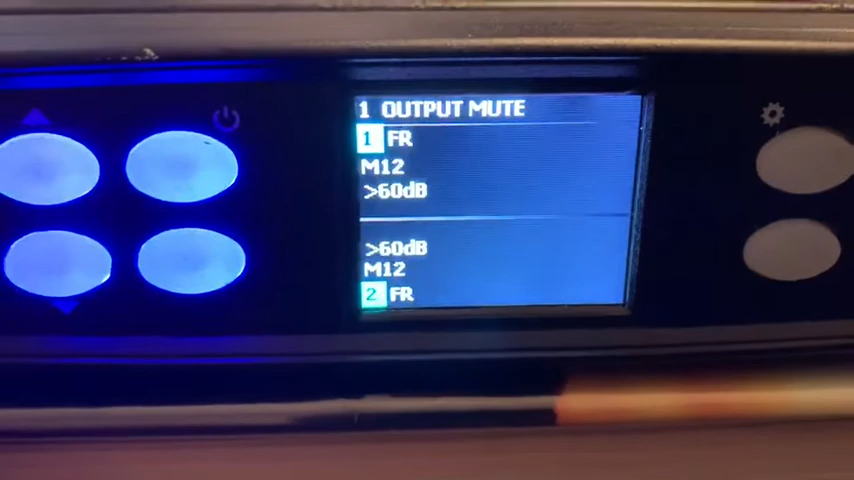 1 OUTPUT MUTE
1 FR
M12
>60dB
>60dB
M12
2 FR